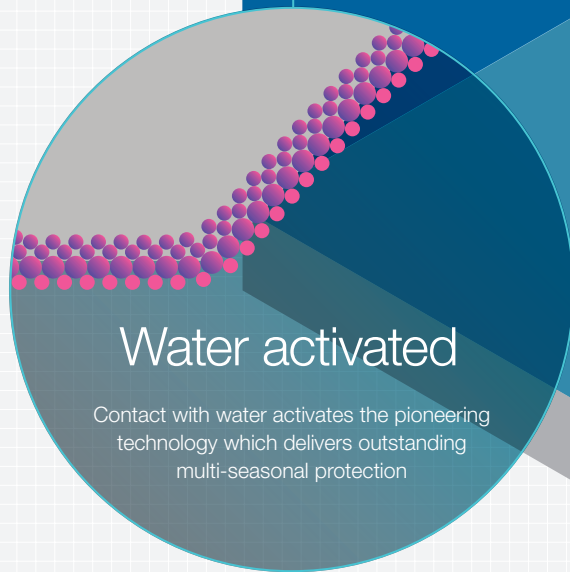 Water activated
Contact with water activates the pioneering
technology which delivers outstanding
multi-seasonal protection